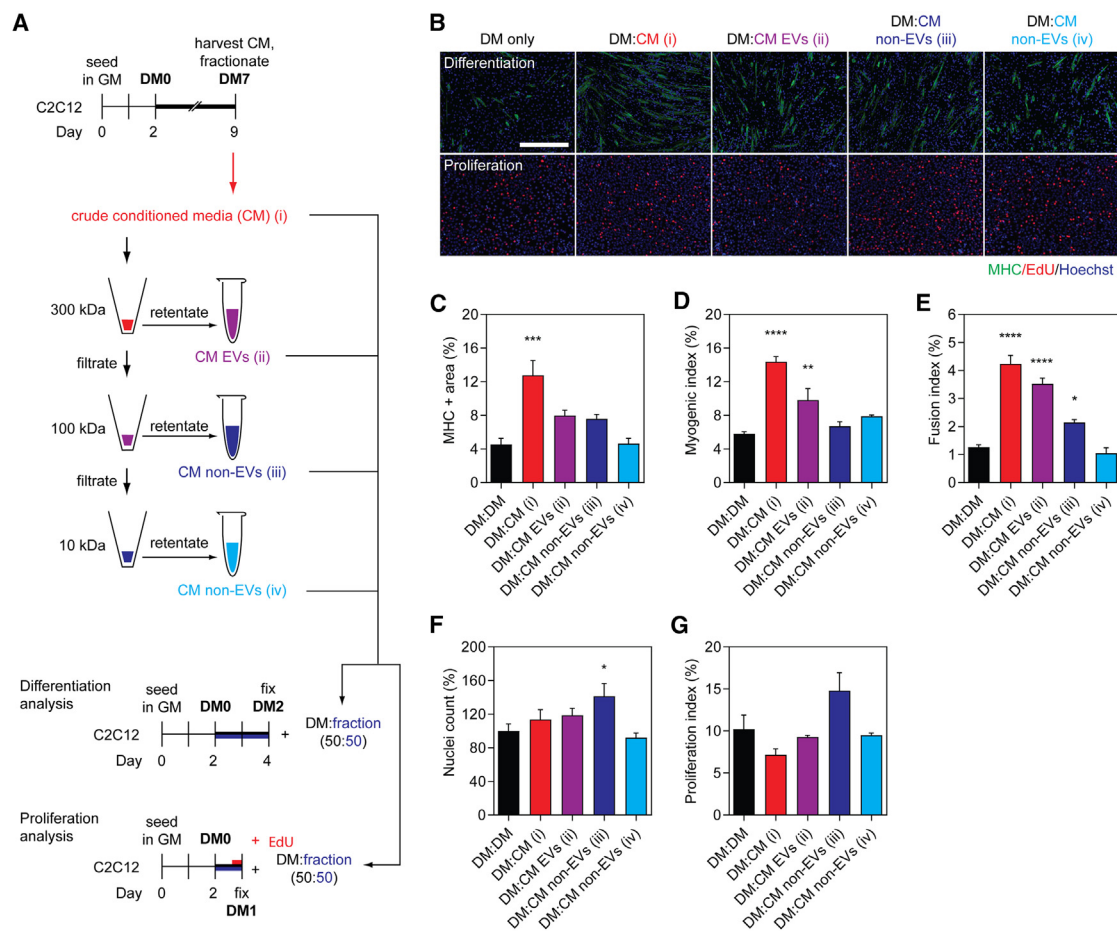 A
seed
in GM
DM0
harvest CM,
fractionate
DM7
C2C12
Day
0
2
9
crude conditioned media (CM) (i)
300 kDa
retentate
CM EVs (ii)
filtrate
100 kDa
retentate
CM non-EVs (iii)
filtrate
10 kDa
retentate
CM non-EVs (iv)
Differentiation
analysis
seed
in GM
DM0
fix
DM2
C2C12
+
DM:fraction
(50:50)
Day
0
2
4
Proliferation
analysis
seed
in GM
DM0
+ EdU
C2C12
+
DM:fraction
(50:50)
Day
0
2
fix
DM1
B
DM only
DM:CM (i)
DM:CM EVs (ii)
DM:CM
non-EVs (iii)
DM:CM
non-EVs (iv)
Differentiation
Proliferation
MHC/EdU/Hoechst
C
MHC + area (%)
20
16
12
8
4
0
***
DM:DM
DM:CM (i)
DM:CM EVs (ii)
DM:CM non-EVs (iii)
DM:CM non-EVs (iv)
D
Myogenic index (%)
20
16
12
8
4
0
****
**
DM:DM
DM:CM (i)
DM:CM EVs (ii)
DM:CM non-EVs (iii)
DM:CM non-EVs (iv)
E
Fusion index (%)
6
5
4
3
2
1
0
****
****
*
DM:DM
DM:CM (i)
DM:CM EVs (ii)
DM:CM non-EVs (iii)
DM:CM non-EVs (iv)
F
Nuclei count (%)
200
160
120
80
40
0
*
DM:DM
DM:CM (i)
DM:CM EVs (ii)
DM:CM non-EVs (iii)
DM:CM non-EVs (iv)
G
Proliferation index (%)
20
15
10
5
0
DM:DM
DM:CM (i)
DM:CM EVs (ii)
DM:CM non-EVs (iii)
DM:CM non-EVs (iv)